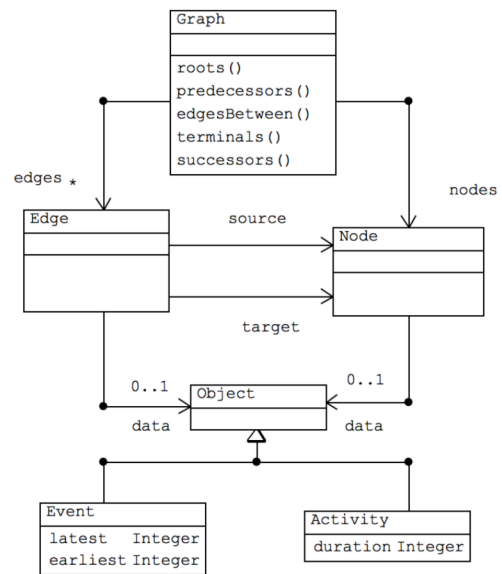 Graph
roots()
predecessors()
edgesBetween()
terminals()
successors()
edges *
nodes
Edge
source
Node
target
0..1
Object
0..1
data
data
Event
latest Integer
earliest Integer
Activity
duration Integer